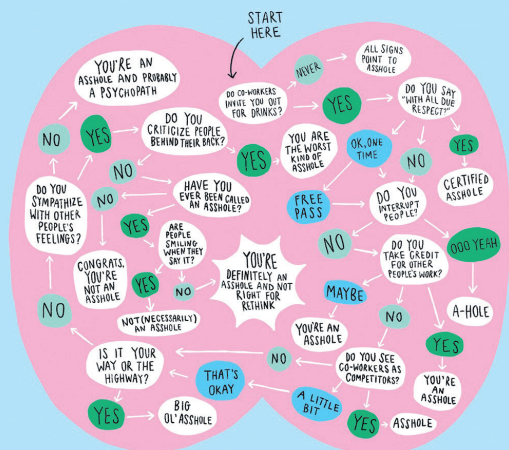 START
HERE
DO CO-WORKERS
INVITE YOU OUT
FOR DRINKS?
NEVER
ALL SIGNS
POINT TO
ASSHOLE
YES
DO YOU SAY
"WITH ALL DUE
RESPECT?"
YES
CERTIFIED
ASSHOLE
NO
OK, ONE
TIME
FREE
PASS
DO YOU
INTERRUPT
PEOPLE?
OOO YEAH
A-HOLE
NO
DO YOU
TAKE CREDIT
FOR OTHER
PEOPLE'S WORK?
MAYBE
YOU'RE AN
ASSHOLE
YES
YOU'RE
AN
ASSHOLE
NO
DO YOU SEE
CO-WORKERS AS
COMPETITORS?
YES
ASSHOLE
A LITTLE
BIT
THAT'S
OKAY
NO
IS IT YOUR
WAY OR THE
HIGHWAY?
YES
BIG
OL' ASSHOLE
NO
DO YOU
SYMPATHIZE
WITH OTHER
PEOPLE'S
FEELINGS?
NO
YOU'RE AN
ASSHOLE AND PROBABLY
A PSYCHOPATH
YES
DO YOU
CRITICIZE PEOPLE
BEHIND THEIR BACK?
YES
YOU ARE
THE WORST
KIND OF
ASSHOLE
NO
HAVE YOU
EVER BEEN CALLED
AN ASSHOLE?
NO
CONGRATS,
YOU'RE
NOT AN
ASSHOLE
YES
ARE
PEOPLE
SMILING
WHEN THEY
SAY IT?
YES
NOT (NECESSARILY)
AN ASSHOLE
NO
YOU'RE
DEFINITELY AN
ASSHOLE AND NOT
RIGHT FOR
RETHINK